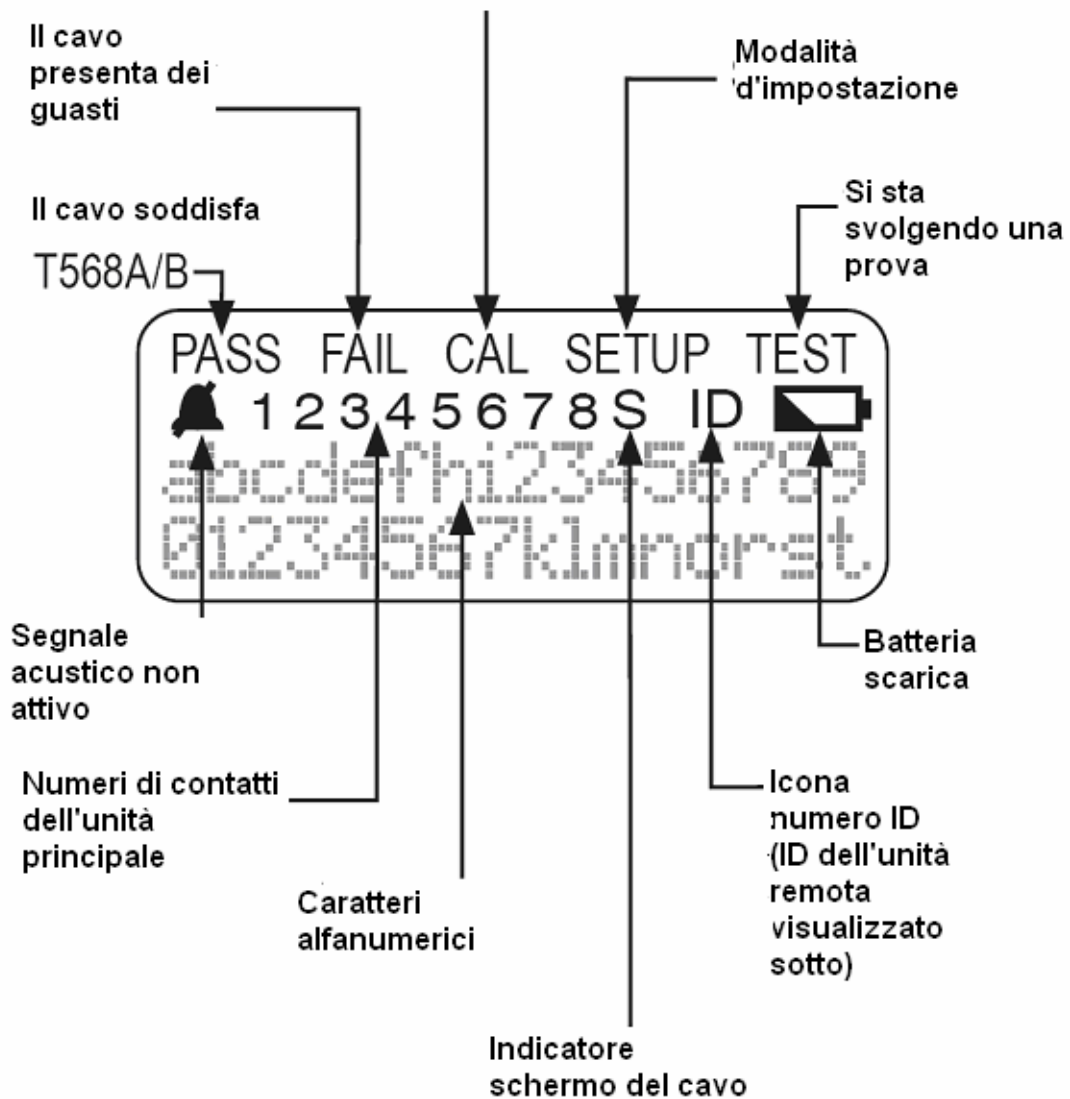 Il cavo
presenta dei
guasti
Modalità
d'impostazione
Il cavo soddisfa
T568A/B
Si sta
svolgendo una
prova
PASS FAIL CAL SETUP TEST
1 2 3 4 5 6 7 8 S ID
abcdefhi23456789
01234567klmnorst
Segnale
acustico non
attivo
Batteria
scarica
Numeri di contatti
dell'unità
principale
Icona
numero ID
(ID dell'unità
remota
visualizzato
sotto)
Caratteri
alfanumerici
Indicatore
schermo del cavo